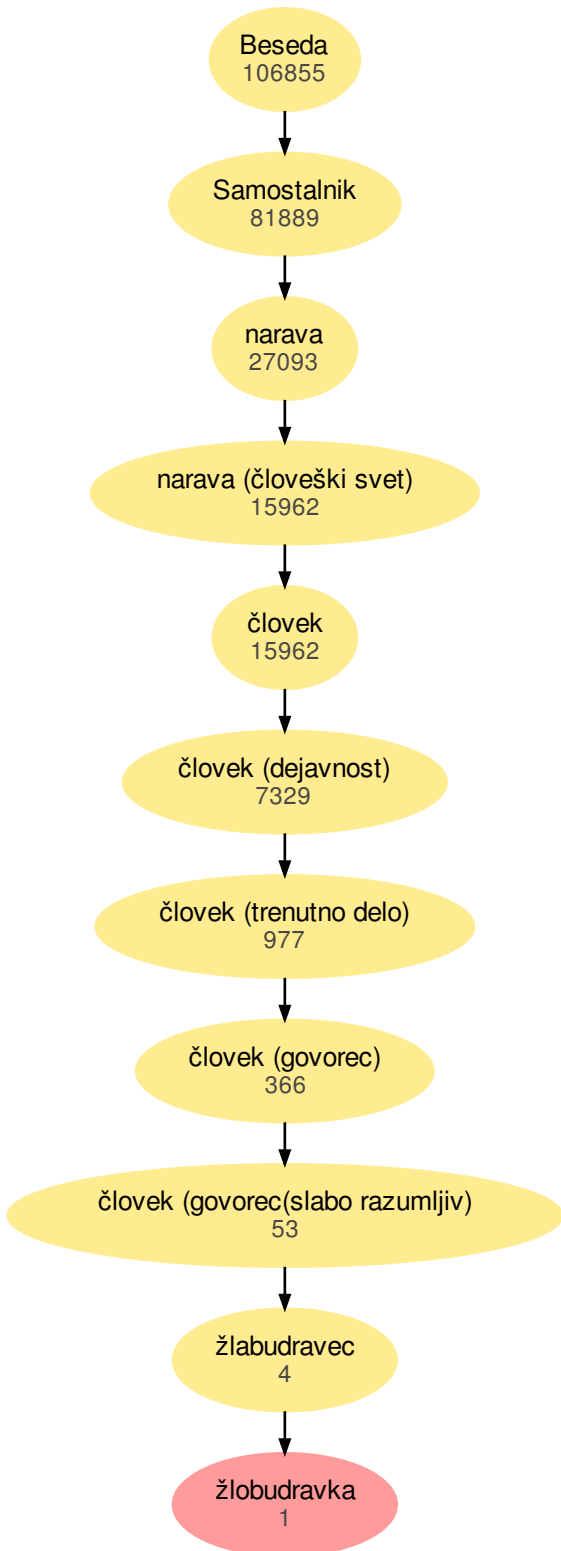 Beseda
106855
Samostalnik
81889
narava
27093
narava (človeški svet)
15962
človek
15962
človek (dejavnost)
7329
človek (trenutno delo)
977
človek (govorec)
366
človek (govorec(slabo razumljiv)
53
žlabudravec
4
žlobudravka
1